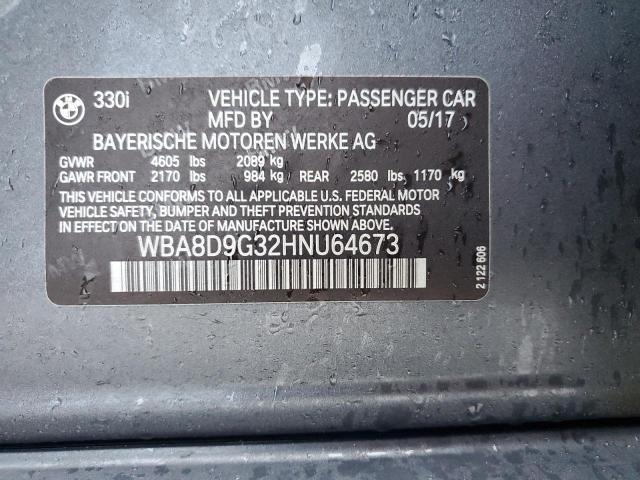 BMW 330i VEHICLE TYPE: PASSENGER CAR
MFD BY 05/17
BAYERISCHE MOTOREN WERKE AG
GVWR 4605 lbs 2089 kg
GAWR FRONT 2170 lbs 984 kg REAR 2580 lbs 1170 kg
THIS VEHICLE CONFORMS TO ALL APPLICABLE U.S. FEDERAL MOTOR
VEHICLE SAFETY, BUMPER AND THEFT PREVENTION STANDARDS
IN EFFECT ON THE DATE OF MANUFACTURE SHOWN ABOVE.
WBA8D9G32HNU64673
2 122 606